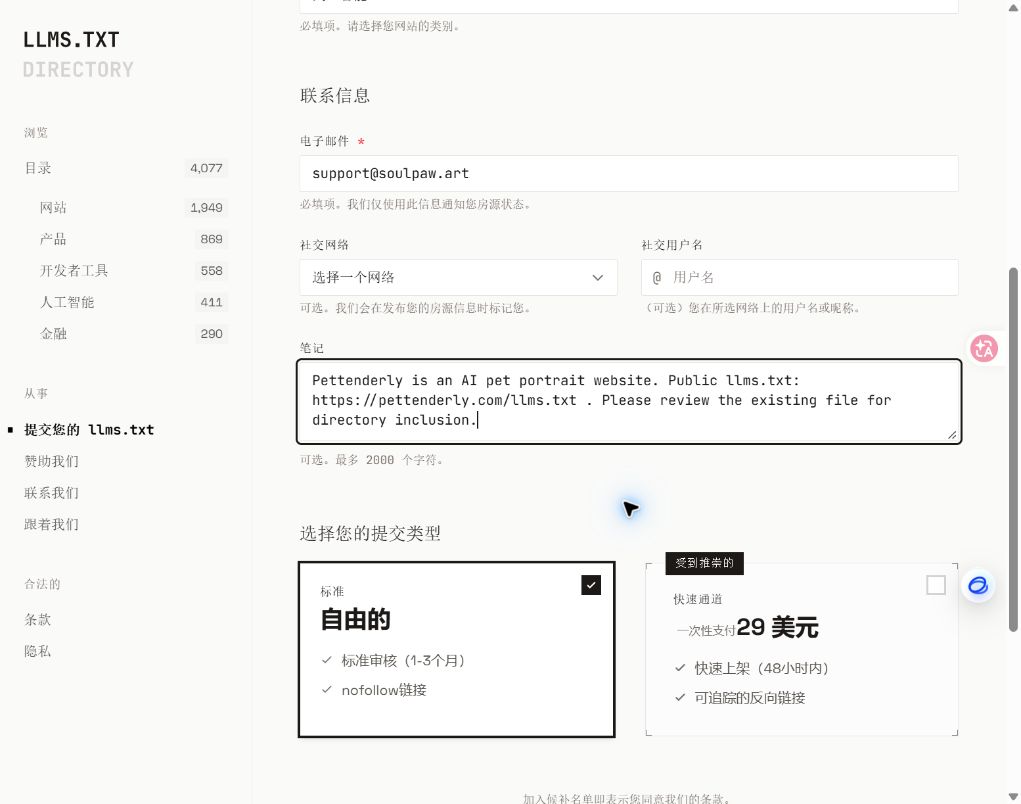 LLMS.TXT
DIRECTORY
浏览
目录 4,077
网站 1,949
产品 869
开发者工具 558
人工智能 411
金融 290
从事
提交您的 llms.txt
赞助我们
联系我们
跟着我们
合法的
条款
隐私
必填项。请选择您网站的类别。
联系信息
电子邮件 *
support@soulpaw.art
必填项。我们仅使用此信息通知您房源状态。
社交网络
选择一个网络
可选。我们会在发布您的房源信息时标记您。
社交用户名
@ 用户名
（可选）您在所选网络上的用户名或昵称。
笔记
Pettenderly is an AI pet portrait website. Public llms.txt:
https://pettenderly.com/llms.txt . Please review the existing file for
directory inclusion.
可选。最多 2000 个字符。
选择您的提交类型
标准
自由的
标准审核（1-3个月）
nofollow链接
受到推崇的
快速通道
一次性支付29 美元
快速上架（48小时内）
可追踪的反向链接
加入候补名单即表示您同意我们的条款。